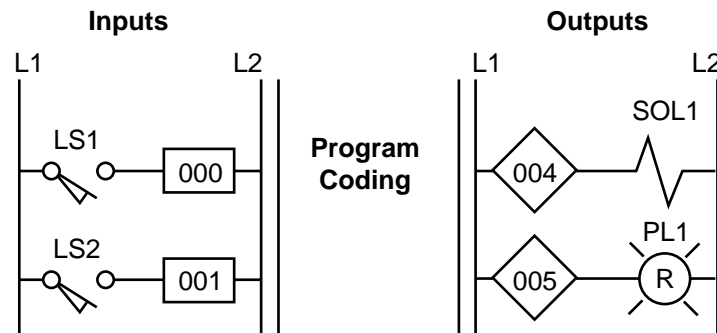 Inputs
Outputs
L1
L2
L1
L2
LS1
000
Program
Coding
004
SOL1
LS2
001
005
PL1
R